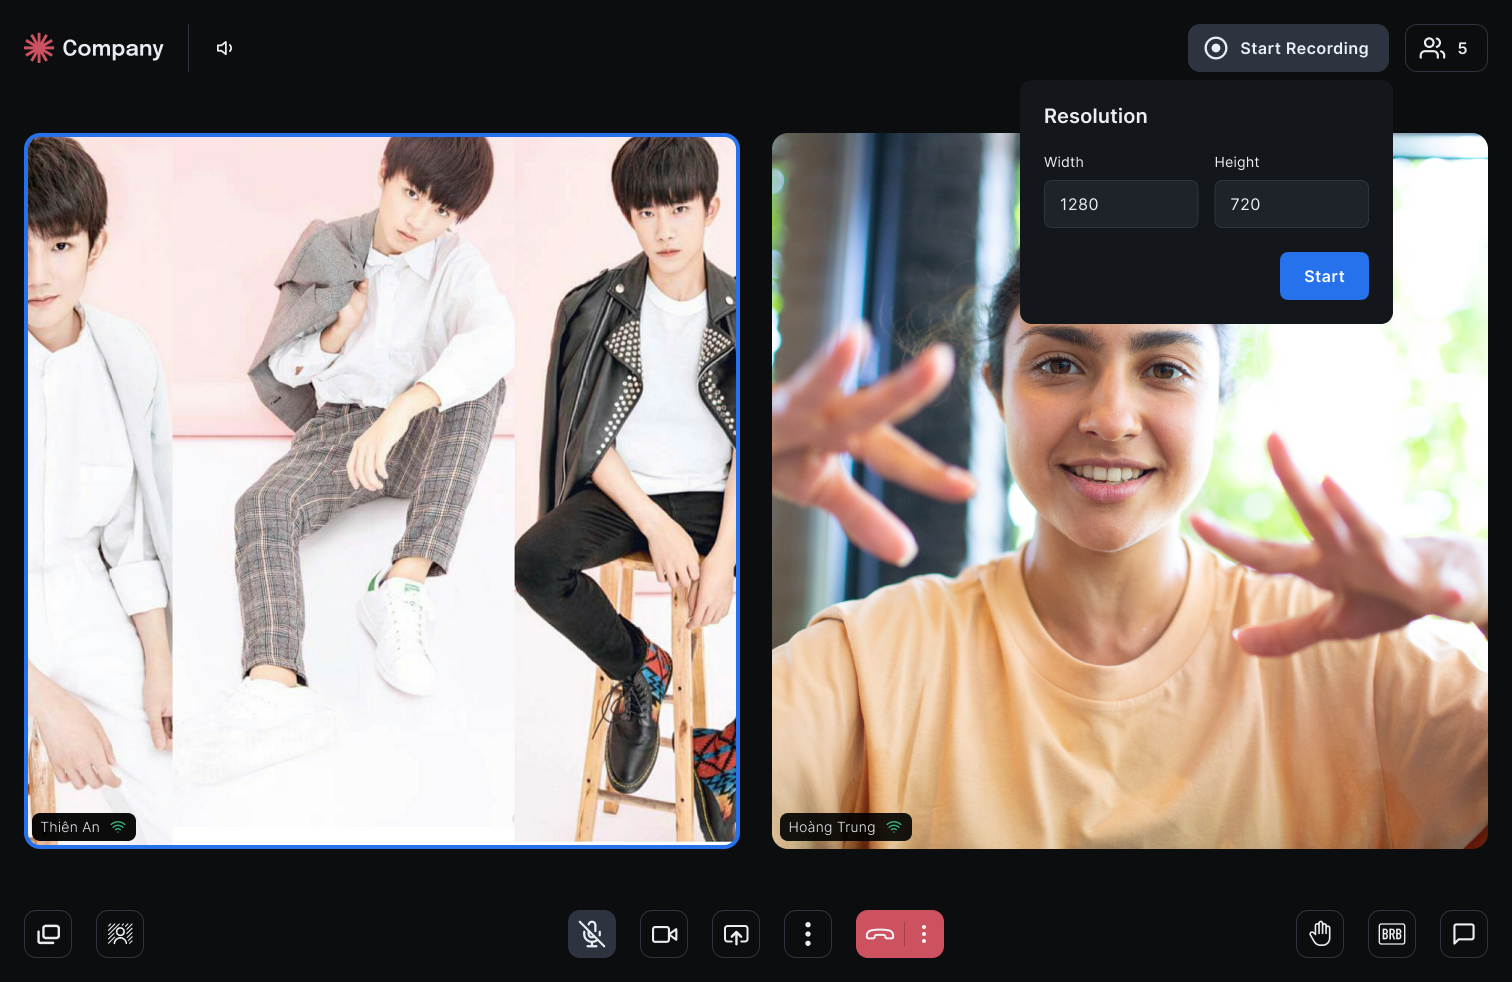 Company
Start Recording
5
Resolution
Width
Height
1280
720
Start
Thiên An
Hoàng Trung
BRB